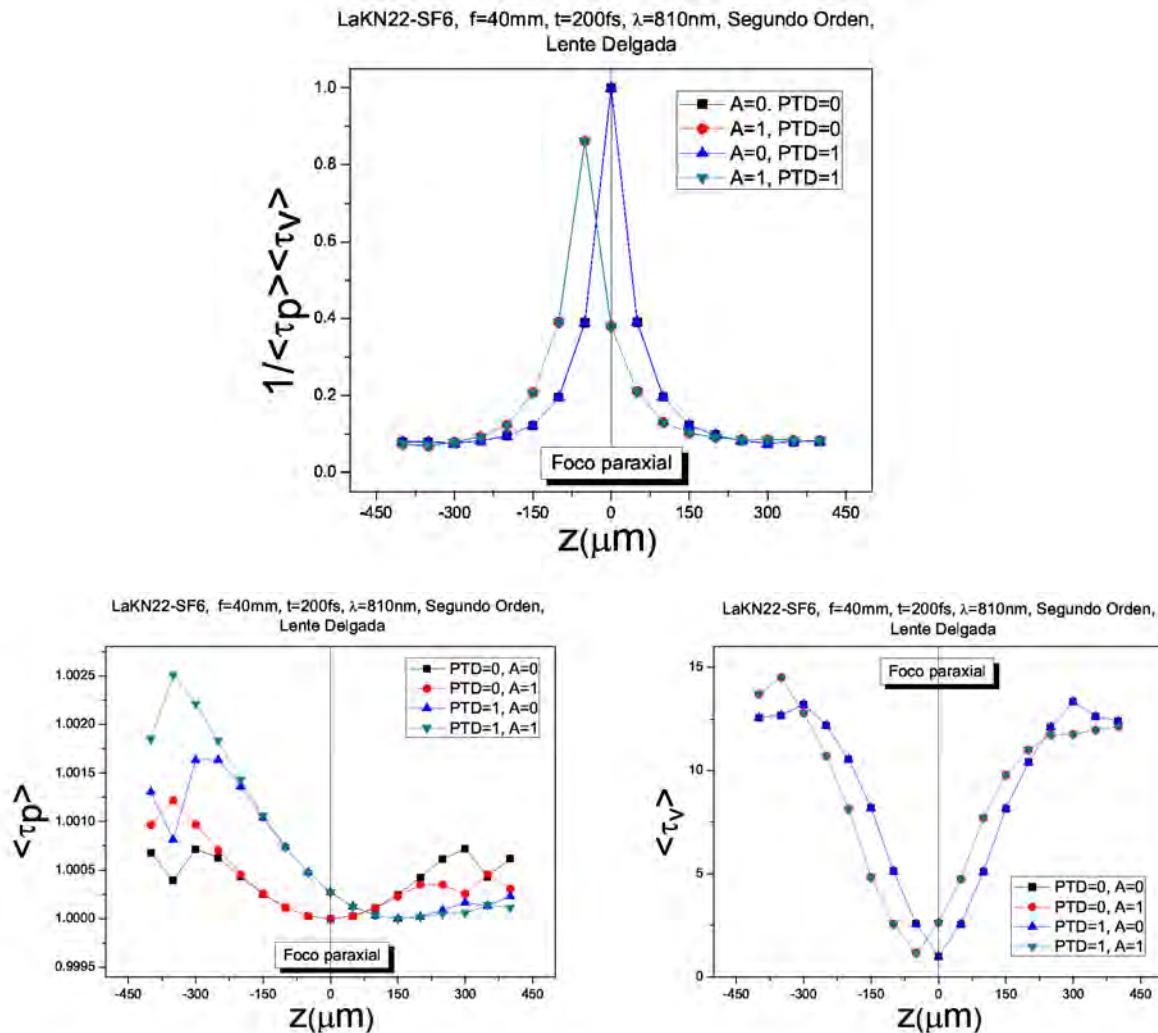 LaKN22-SF6,  f=40mm, t=200fs, λ=810nm, Segundo Orden,
Lente Delgada
1/<τp><τv>
1.0
0.8
0.6
0.4
0.2
0.0
A=0. PTD=0
A=1, PTD=0
A=0, PTD=1
A=1, PTD=1
Foco paraxial
-450 -300 -150 0 150 300 450
z(μm)
LaKN22-SF6,  f=40mm, t=200fs, λ=810nm, Segundo Orden,
Lente Delgada
<τp>
1.0025
1.0020
1.0015
1.0010
1.0005
1.0000
0.9995
PTD=0, A=0
PTD=0, A=1
PTD=1, A=0
PTD=1, A=1
Foco paraxial
-450 -300 -150 0 150 300 450
z(μm)
LaKN22-SF6,  f=40mm, t=200fs, λ=810nm, Segundo Orden,
Lente Delgada
<τv>
15
10
5
0
Foco paraxial
PTD=0, A=0
PTD=0, A=1
PTD=1, A=0
PTD=1, A=1
-450 -300 -150 0 150 300 450
z(μm)